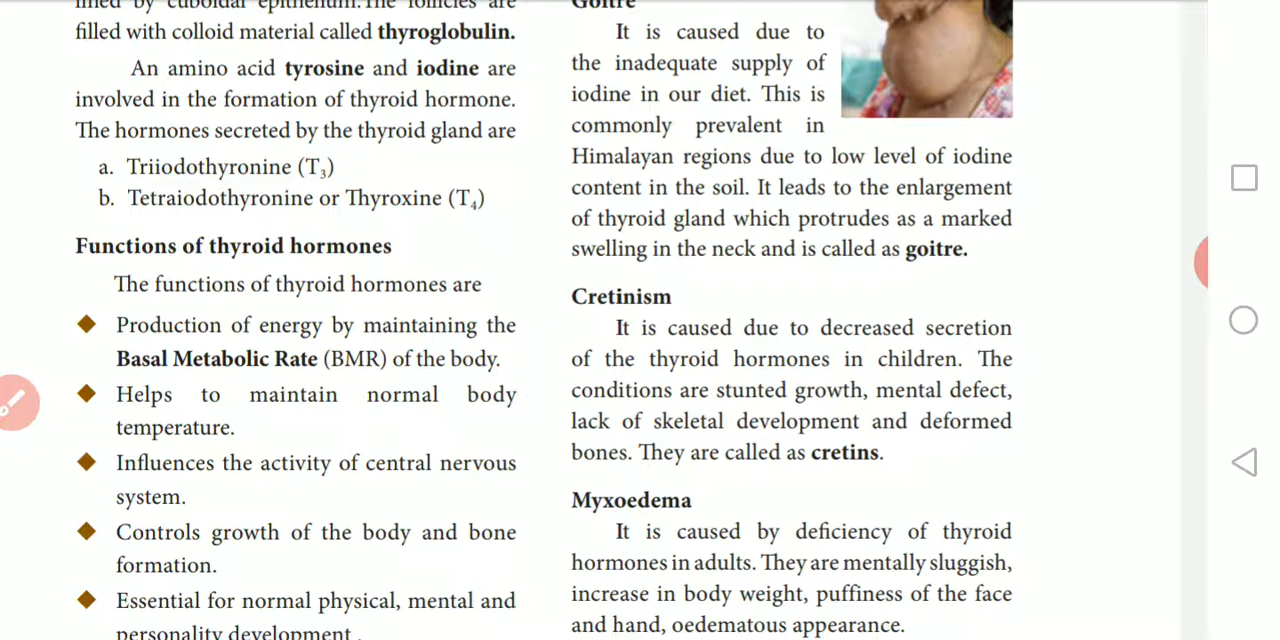 lined by cuboidal epithelium. The follicles are
filled with colloid material called thyroglobulin.
An amino acid tyrosine and iodine are
involved in the formation of thyroid hormone.
The hormones secreted by the thyroid gland are
a. Triiodothyronine (T₃)
b. Tetraiodothyronine or Thyroxine (T₄)
Functions of thyroid hormones
The functions of thyroid hormones are
Production of energy by maintaining the
Basal Metabolic Rate (BMR) of the body.
Helps to maintain normal body
temperature.
Influences the activity of central nervous
system.
Controls growth of the body and bone
formation.
Essential for normal physical, mental and
personality development.
Goitre
It is caused due to
the inadequate supply of
iodine in our diet. This is
commonly prevalent in
Himalayan regions due to low level of iodine
content in the soil. It leads to the enlargement
of thyroid gland which protrudes as a marked
swelling in the neck and is called as goitre.
Cretinism
It is caused due to decreased secretion
of the thyroid hormones in children. The
conditions are stunted growth, mental defect,
lack of skeletal development and deformed
bones. They are called as cretins.
Myxoedema
It is caused by deficiency of thyroid
hormones in adults. They are mentally sluggish,
increase in body weight, puffiness of the face
and hand, oedematous appearance.